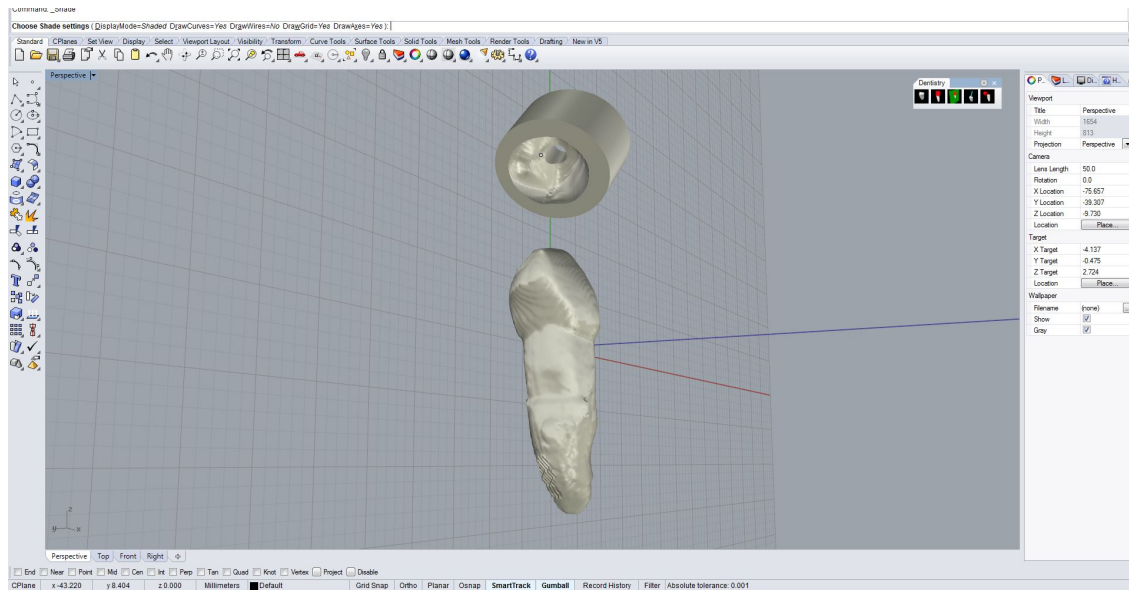 Command: _Shade
Choose Shade settings ( DisplayMode=Shaded DrawCurves=Yes DrawWires=No DrawGrid=Yes DrawAxes=Yes ):
Standard CPlanes Set View Display Select Viewport Layout Visibility Transform Curve Tools Surface Tools Solid Tools Mesh Tools Render Tools Drafting New in V5
Perspective
Dentistry
P.. L.. Di.. H..
Viewport
Title Perspective
Width 1654
Height 813
Projection Perspective
Camera
Lens Length 50.0
Rotation 0.0
X Location -75.657
Y Location -39.307
Z Location -9.730
Location Place...
Target
X Target -4.137
Y Target -0.475
Z Target 2.724
Location Place...
Wallpaper
Filename (none)
Show
Gray
z
y x
Perspective Top Front Right
End Near Point Mid Cen Int Perp Tan Quad Knot Vertex Project Disable
CPlane x -43.220 y 8.404 z 0.000 Millimeters Default Grid Snap Ortho Planar Osnap SmartTrack Gumball Record History Filter Absolute tolerance: 0.001